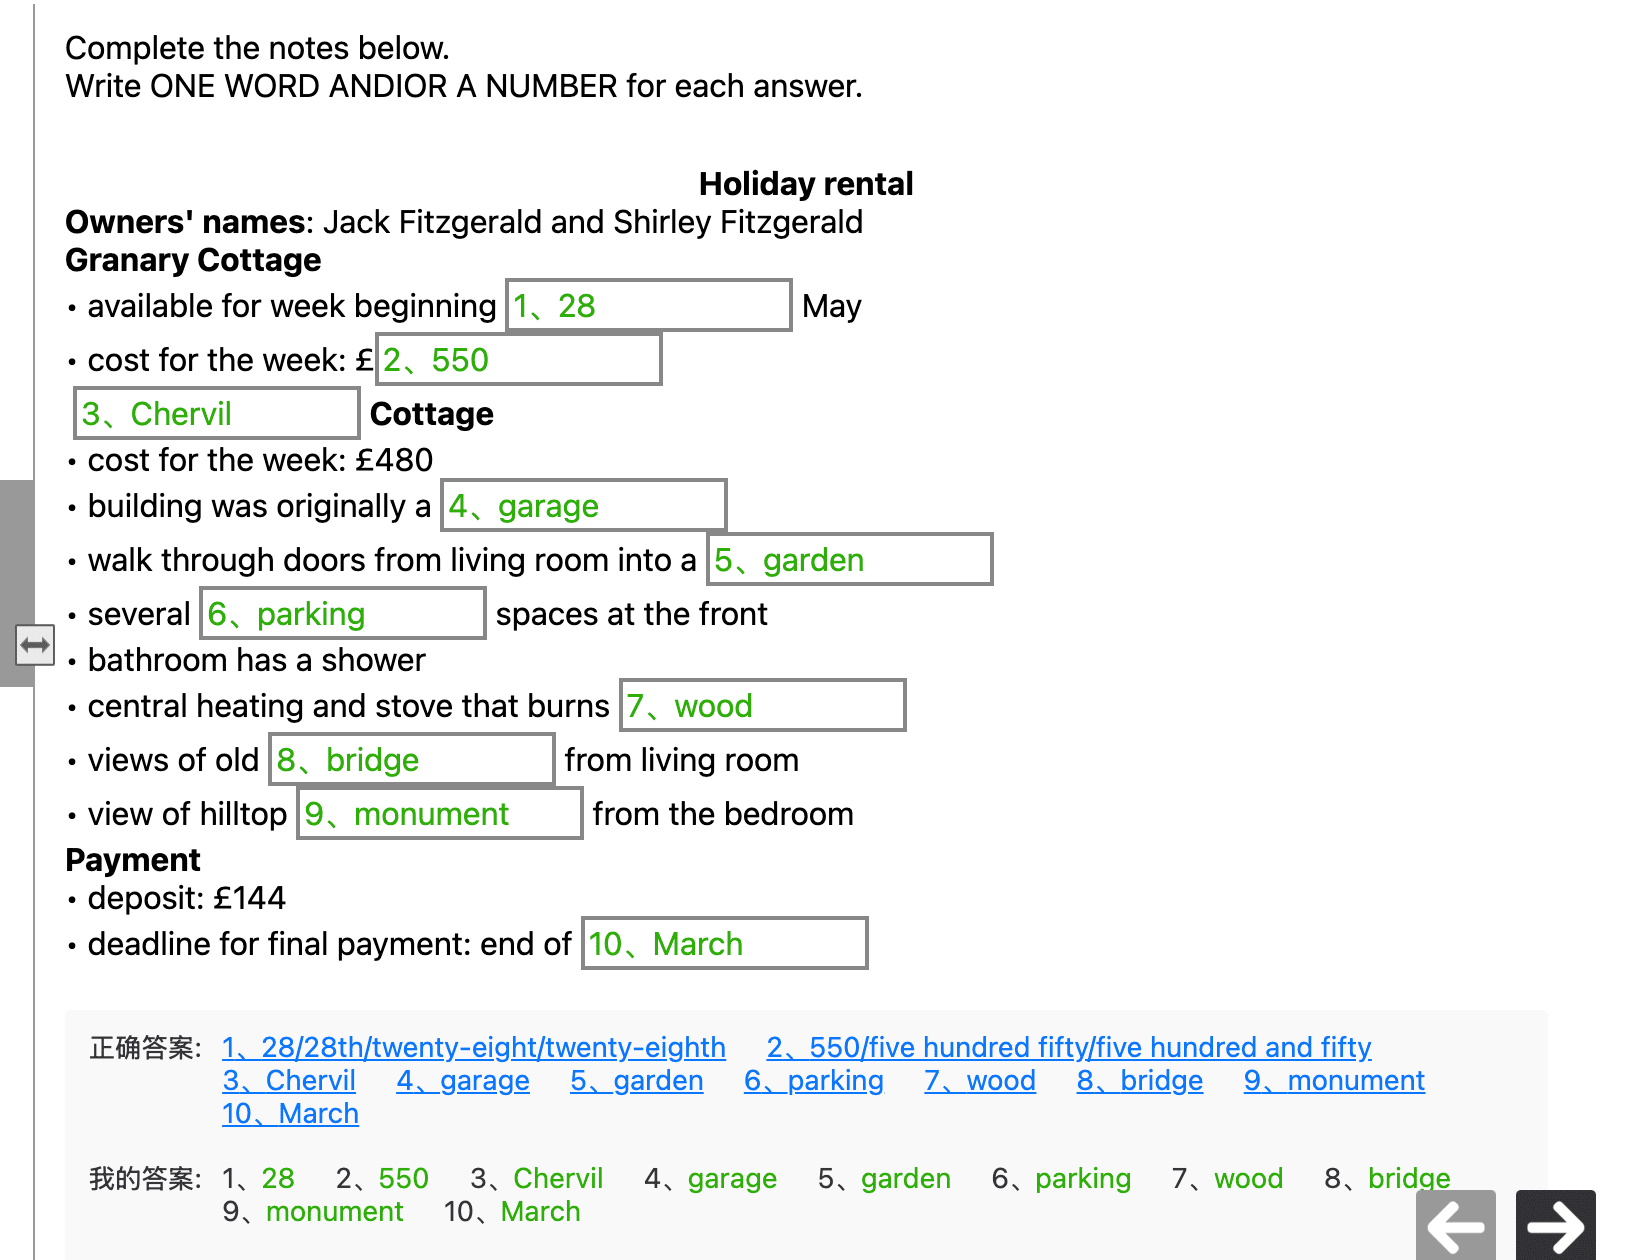 Complete the notes below.
Write ONE WORD ANDIOR A NUMBER for each answer.
Holiday rental
Owners' names: Jack Fitzgerald and Shirley Fitzgerald
Granary Cottage
• available for week beginning 1、28 May
• cost for the week: £ 2、550
3、Chervil Cottage
• cost for the week: £480
• building was originally a 4、garage
• walk through doors from living room into a 5、garden
• several 6、parking spaces at the front
• bathroom has a shower
• central heating and stove that burns 7、wood
• views of old 8、bridge from living room
• view of hilltop 9、monument from the bedroom
Payment
• deposit: £144
• deadline for final payment: end of 10、March
正确答案: 1、28/28th/twenty-eight/twenty-eighth 2、550/five hundred fifty/five hundred and fifty
3、Chervil 4、garage 5、garden 6、parking 7、wood 8、bridge 9、monument
10、March
我的答案: 1、28 2、550 3、Chervil 4、garage 5、garden 6、parking 7、wood 8、bridge
9、monument 10、March